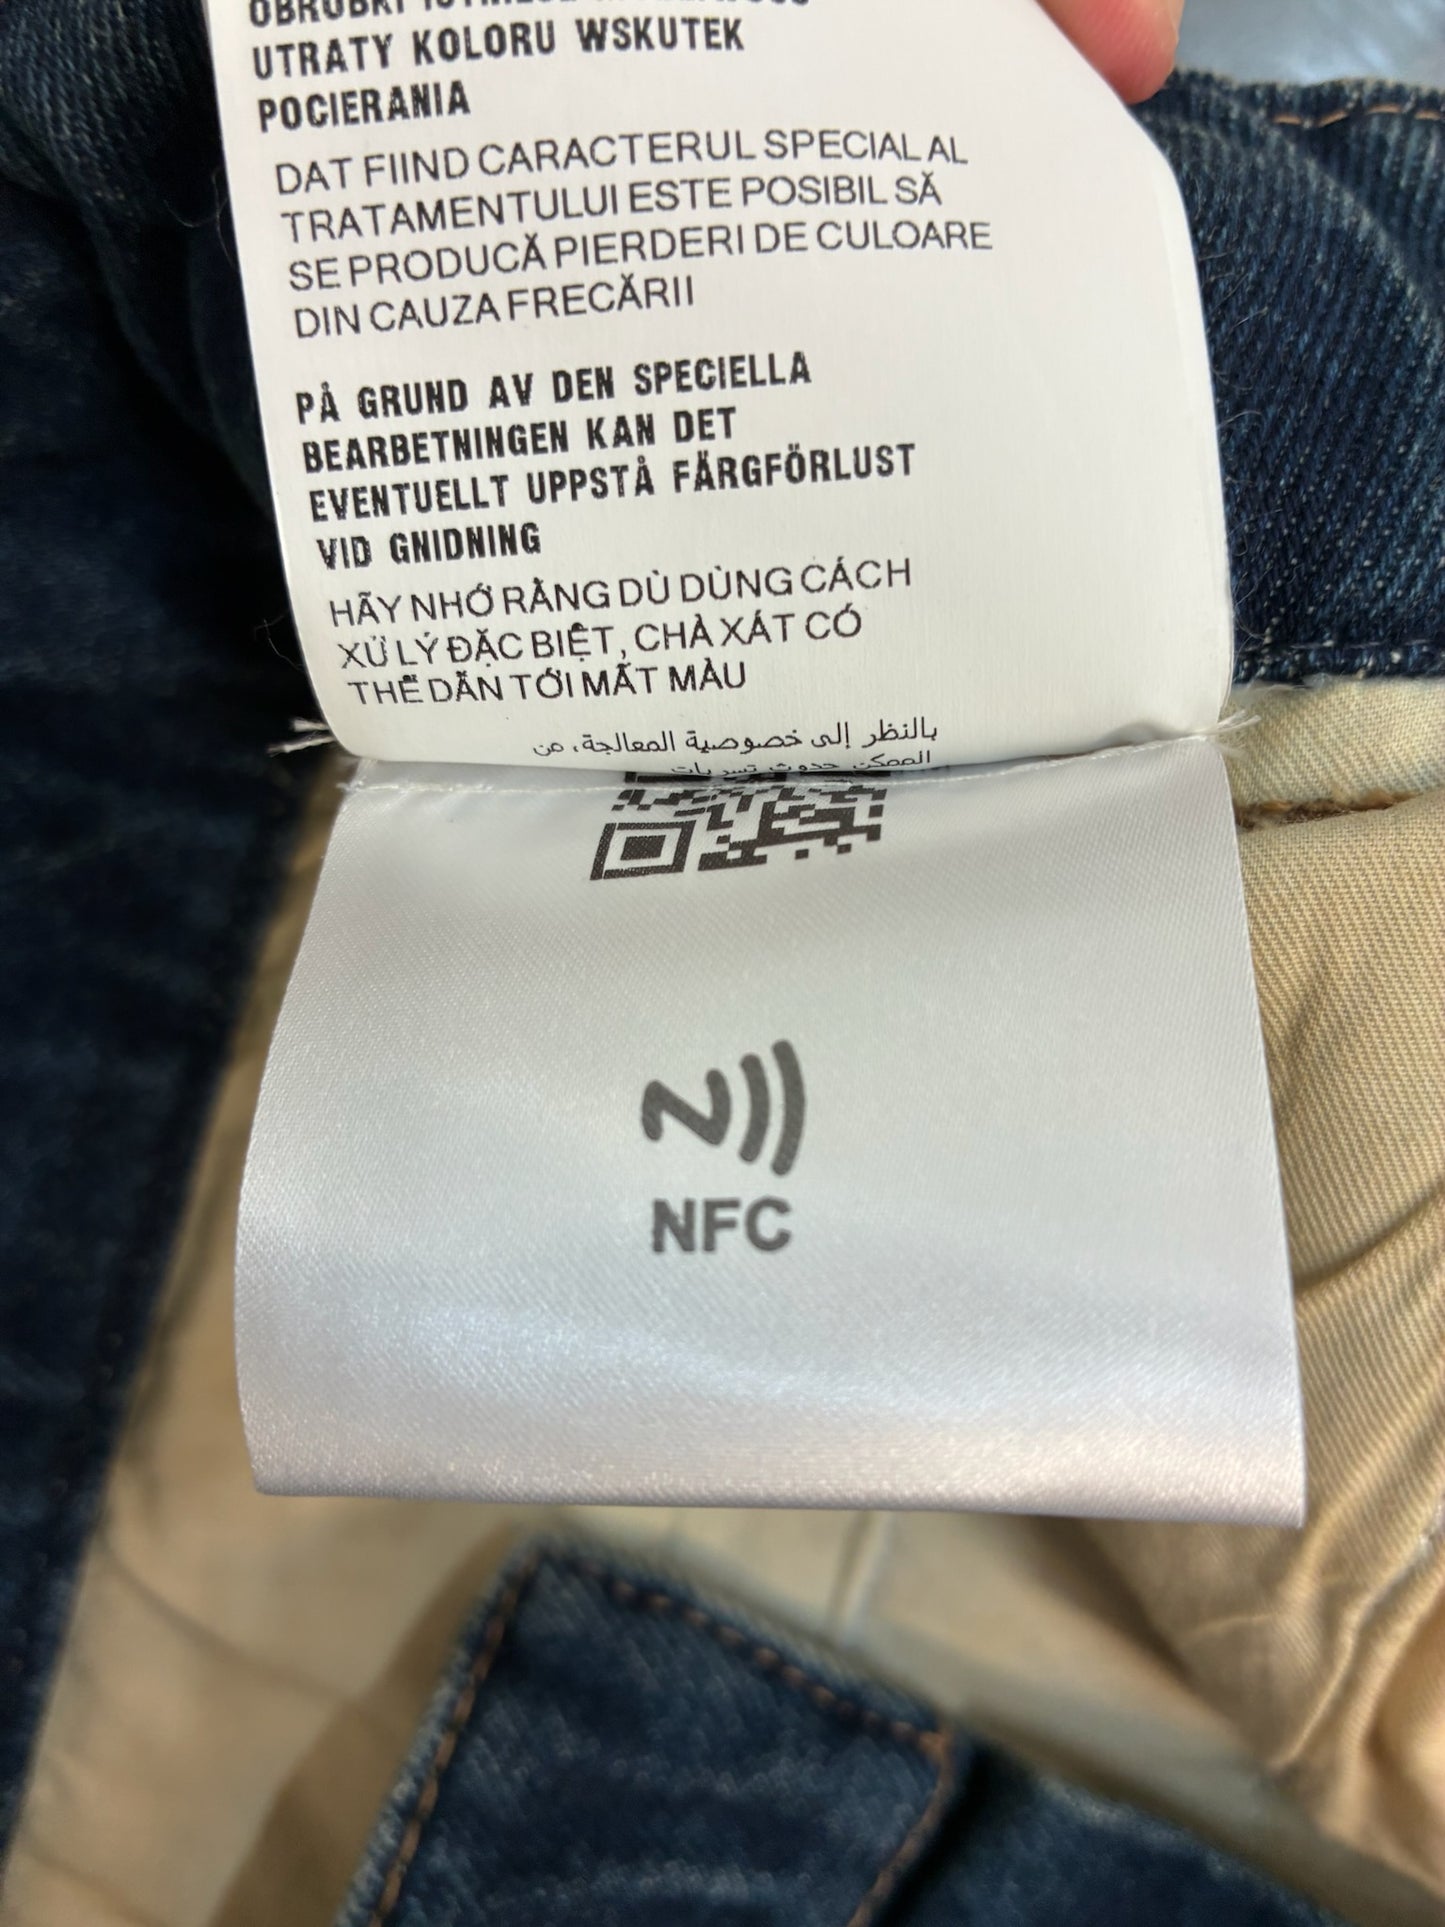 UTRATY KOLORU WSKUTEK
POCIERANIA
DAT FIIND CARACTERUL SPECIAL AL
TRATAMENTULUI ESTE POSIBIL SĂ
SE PRODUCĂ PIERDERI DE CULOARE
DIN CAUZA FRECĂRII
PÅ GRUND AV DEN SPECIELLA
BEARBETNINGEN KAN DET
EVENTUELLT UPPSTÅ FÄRGFÖRLUST
VID GNIDNING
HÃY NHỚ RẰNG DÙ DÙNG CÁCH
XỬ LÝ ĐẶC BIỆT, CHÀ XÁT CÓ
THỂ DẪN TỚI MẤT MÀU
بالنظر إلى خصوصية المعالجة، من
الممكن حدوث تسربات
NFC